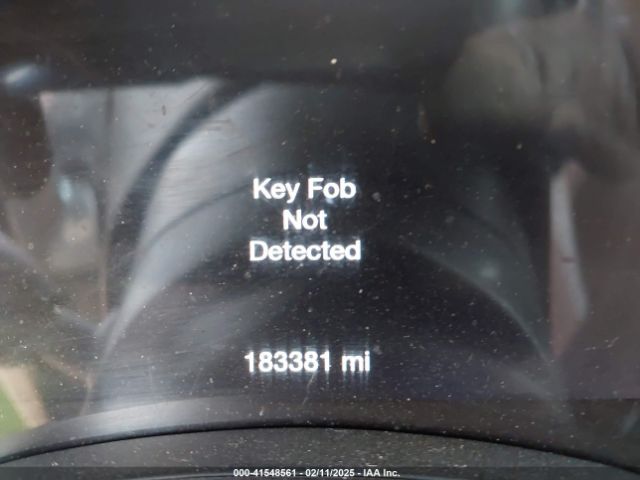 Key Fob
Not
Detected
183381 mi
000-41548561 - 02/11/2025 - IAA Inc.